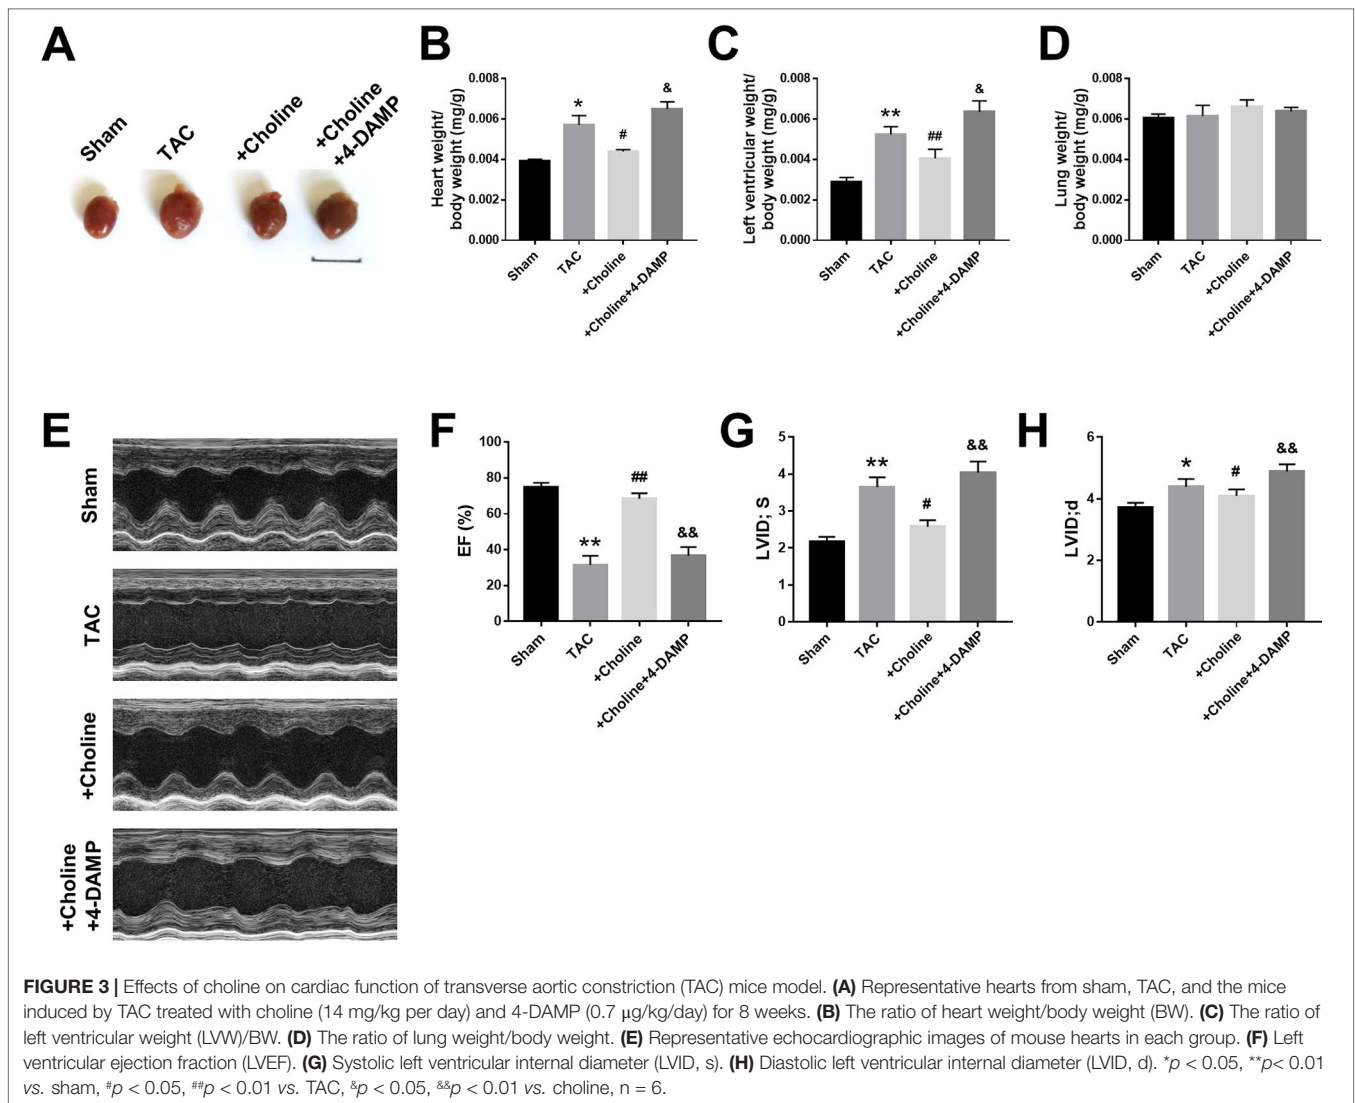 A
Sham
TAC
+Choline
+Choline
+4-DAMP
B
Heart weight/
body weight (mg/g)
0.008
0.006
0.004
0.002
0.000
*
#
&
Sham
TAC
+Choline
+Choline+4-DAMP
C
Left ventricular weight/
body weight (mg/g)
0.008
0.006
0.004
0.002
0.000
**
##
&
Sham
TAC
+Choline
+Choline+4-DAMP
D
Lung weight/
body weight (mg/g)
0.008
0.006
0.004
0.002
0.000
Sham
TAC
+Choline
+Choline+4-DAMP
E
Sham
TAC
+Choline
+Choline
+4-DAMP
F
EF (%)
100
80
60
40
20
0
**
##
&&
Sham
TAC
+Choline
+Choline+4-DAMP
G
LVID; S
5
4
3
2
1
0
**
#
&&
Sham
TAC
+Choline
+Choline+4-DAMP
H
LVID;d
6
4
2
0
*
#
&&
Sham
TAC
+Choline
+Choline+4-DAMP
FIGURE 3 | Effects of choline on cardiac function of transverse aortic constriction (TAC) mice model. (A) Representative hearts from sham, TAC, and the mice
induced by TAC treated with choline (14 mg/kg per day) and 4-DAMP (0.7 μg/kg/day) for 8 weeks. (B) The ratio of heart weight/body weight (BW). (C) The ratio of
left ventricular weight (LVW)/BW. (D) The ratio of lung weight/body weight. (E) Representative echocardiographic images of mouse hearts in each group. (F) Left
ventricular ejection fraction (LVEF). (G) Systolic left ventricular internal diameter (LVID, s). (H) Diastolic left ventricular internal diameter (LVID, d). *p < 0.05, **p< 0.01
vs. sham, #p < 0.05, ##p < 0.01 vs. TAC, &p < 0.05, &&p < 0.01 vs. choline, n = 6.